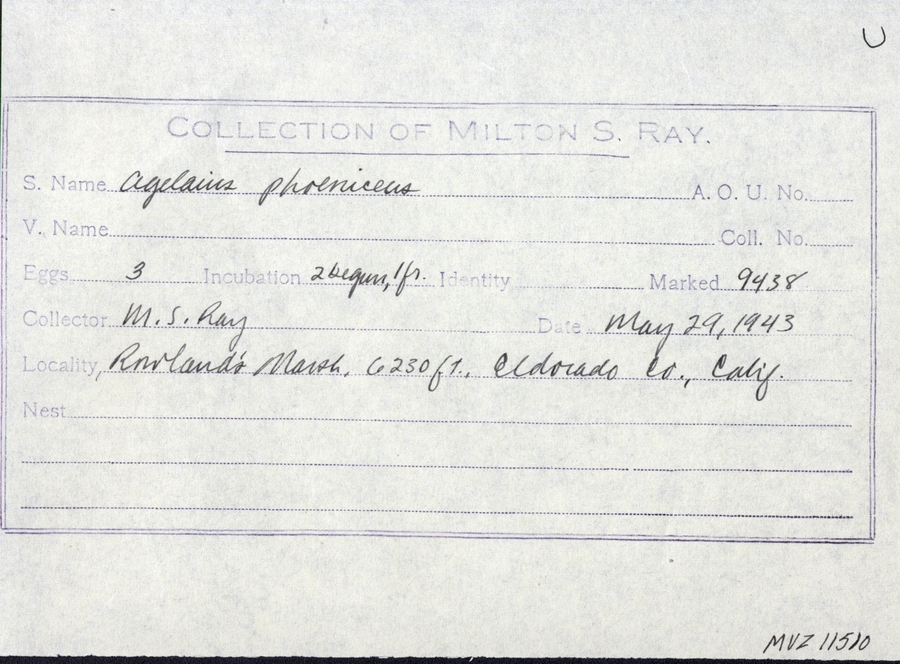 U
COLLECTION OF MILTON S. RAY.
S. Name Agelaius phoeniceus A. O. U. No.
V. Name Coll. No.
Eggs 3 Incubation 2 begun, 1 fr. Identity Marked 9438
Collector M. S. Ray Date May 29, 1943
Locality, Rowland's Marsh, 6230 ft., Eldorado Co., Calif.
Nest
MVZ 11510